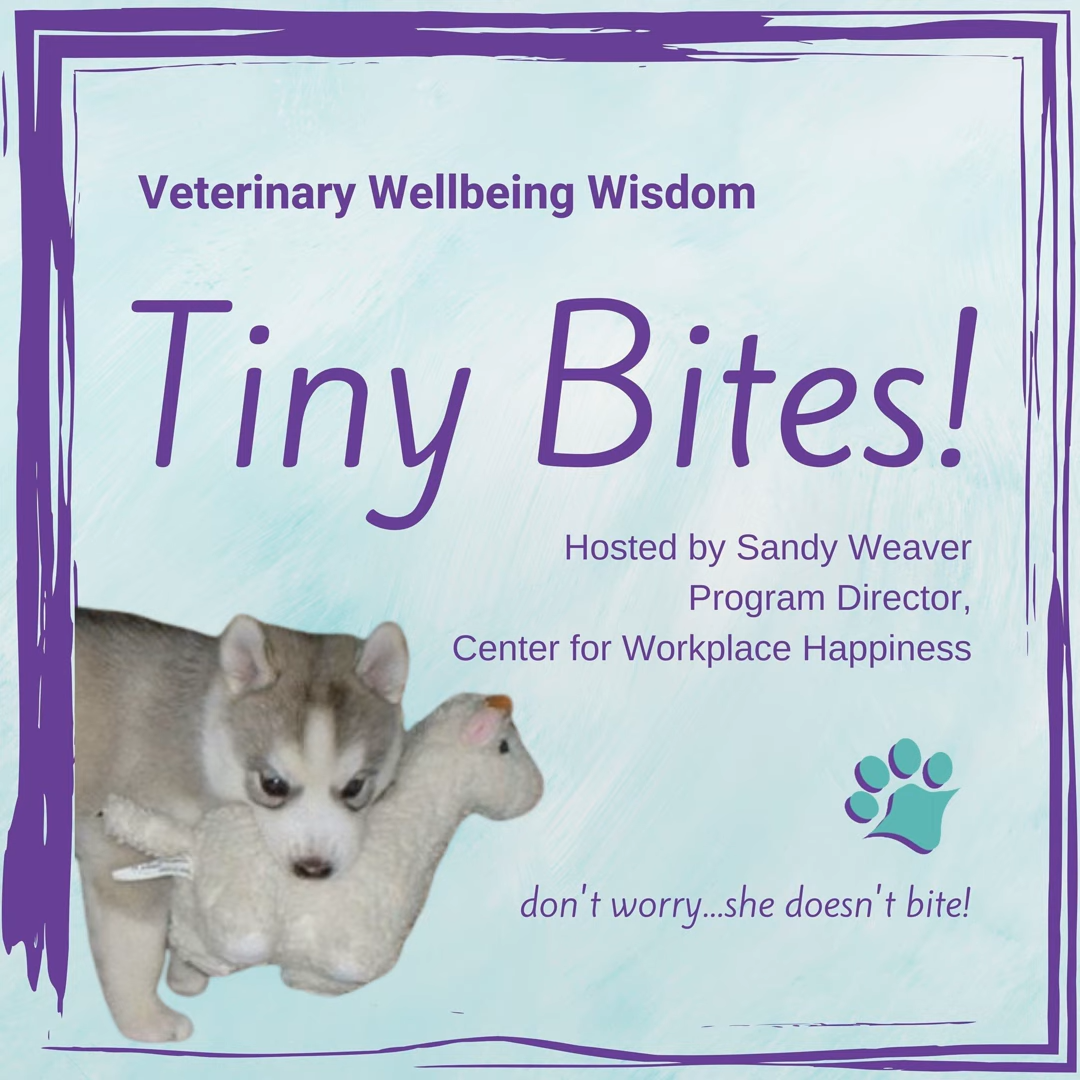 Veterinary Wellbeing Wisdom
Tiny Bites!
Hosted by Sandy Weaver
Program Director,
Center for Workplace Happiness
don't worry...she doesn't bite!